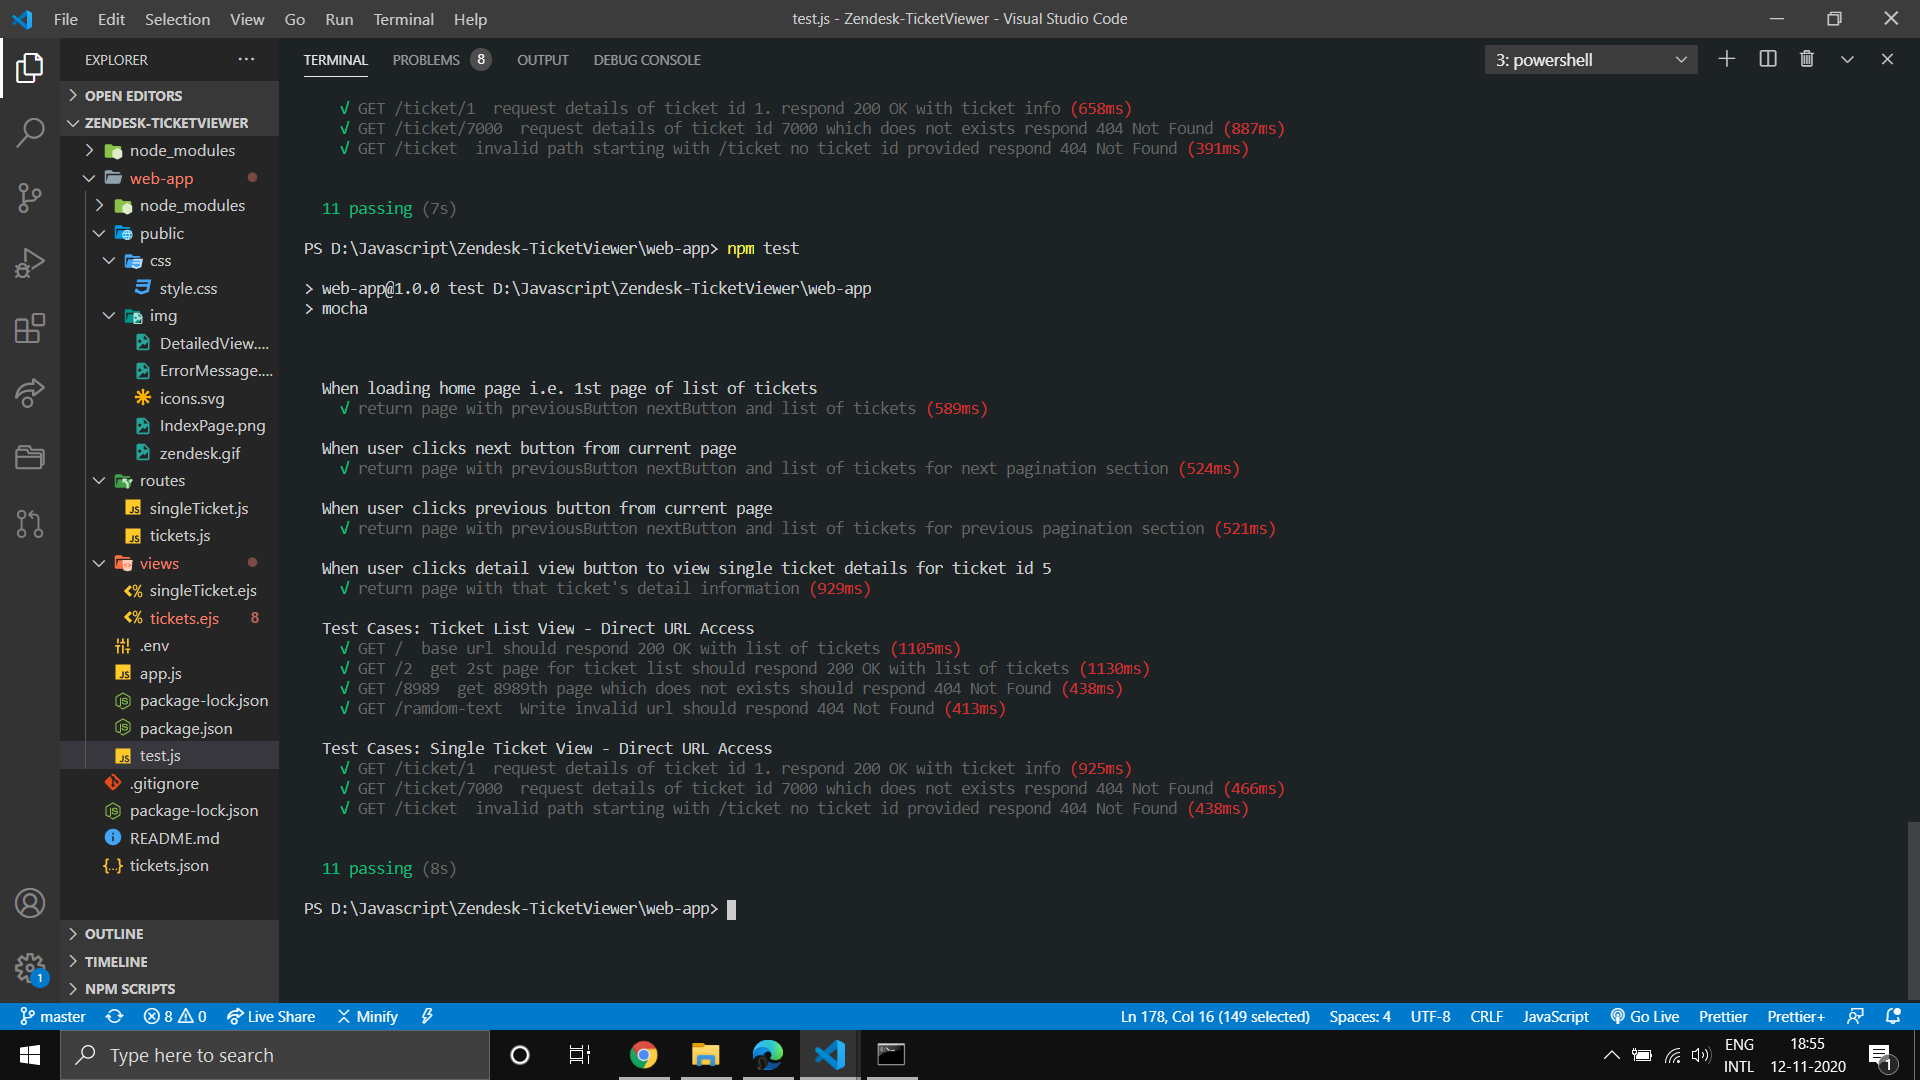 File Edit Selection View Go Run Terminal Help
test.js - Zendesk-TicketViewer - Visual Studio Code
EXPLORER
OPEN EDITORS
ZENDESK-TICKETVIEWER
node_modules
web-app
node_modules
public
css
style.css
img
DetailedView....
ErrorMessage....
icons.svg
IndexPage.png
zendesk.gif
routes
singleTicket.js
tickets.js
views
singleTicket.ejs
tickets.ejs 8
.env
app.js
package-lock.json
package.json
test.js
.gitignore
package-lock.json
README.md
tickets.json
OUTLINE
TIMELINE
NPM SCRIPTS
1
TERMINAL PROBLEMS 8 OUTPUT DEBUG CONSOLE
3: powershell
√ GET /ticket/1  request details of ticket id 1. respond 200 OK with ticket info (658ms)
√ GET /ticket/7000  request details of ticket id 7000 which does not exists respond 404 Not Found (887ms)
√ GET /ticket  invalid path starting with /ticket no ticket id provided respond 404 Not Found (391ms)
11 passing (7s)
PS D:\Javascript\Zendesk-TicketViewer\web-app> npm test
> web-app@1.0.0 test D:\Javascript\Zendesk-TicketViewer\web-app
> mocha
When loading home page i.e. 1st page of list of tickets
√ return page with previousButton nextButton and list of tickets (589ms)
When user clicks next button from current page
√ return page with previousButton nextButton and list of tickets for next pagination section (524ms)
When user clicks previous button from current page
√ return page with previousButton nextButton and list of tickets for previous pagination section (521ms)
When user clicks detail view button to view single ticket details for ticket id 5
√ return page with that ticket's detail information (929ms)
Test Cases: Ticket List View - Direct URL Access
√ GET /  base url should respond 200 OK with list of tickets (1105ms)
√ GET /2  get 2st page for ticket list should respond 200 OK with list of tickets (1130ms)
√ GET /8989  get 8989th page which does not exists should respond 404 Not Found (438ms)
√ GET /ramdom-text  Write invalid url should respond 404 Not Found (413ms)
Test Cases: Single Ticket View - Direct URL Access
√ GET /ticket/1  request details of ticket id 1. respond 200 OK with ticket info (925ms)
√ GET /ticket/7000  request details of ticket id 7000 which does not exists respond 404 Not Found (466ms)
√ GET /ticket  invalid path starting with /ticket no ticket id provided respond 404 Not Found (438ms)
11 passing (8s)
PS D:\Javascript\Zendesk-TicketViewer\web-app>
master 8 0 Live Share Minify
Ln 178, Col 16 (149 selected) Spaces: 4 UTF-8 CRLF JavaScript Go Live Prettier Prettier+
Type here to search
ENG
INTL
18:55
12-11-2020
1